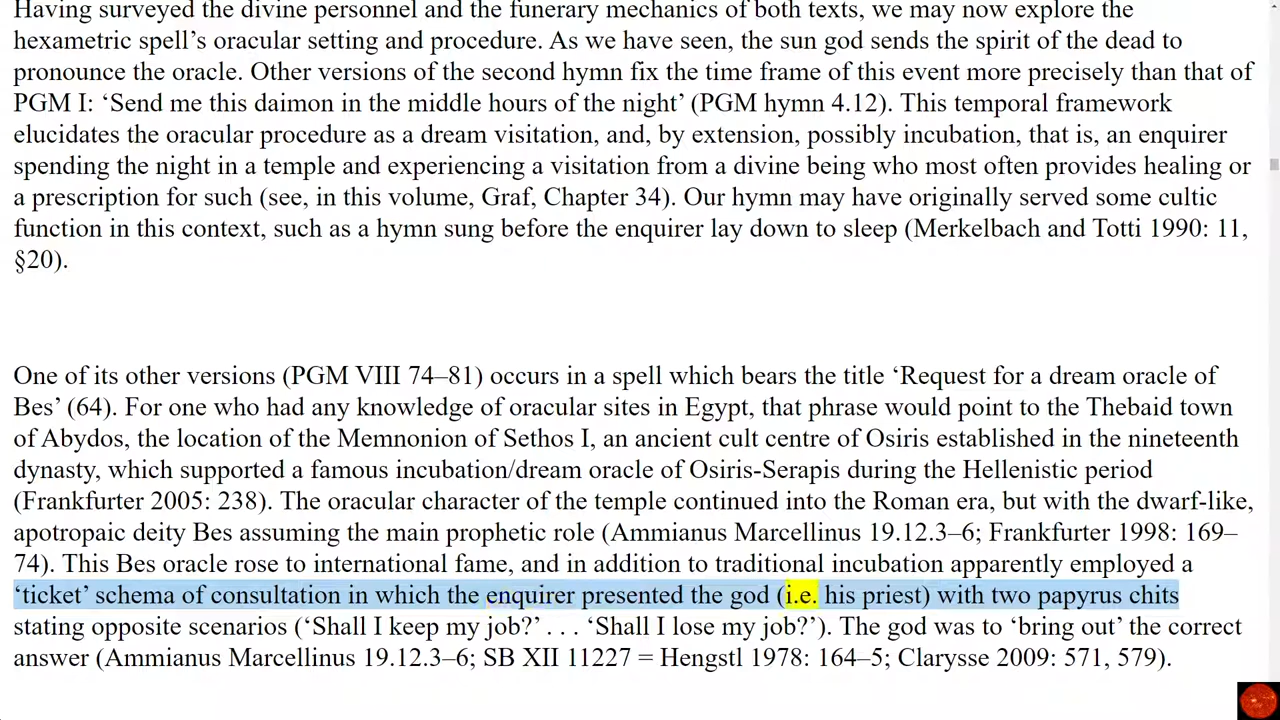 Having surveyed the divine personnel and the funerary mechanics of both texts, we may now explore the
hexametric spell’s oracular setting and procedure. As we have seen, the sun god sends the spirit of the dead to
pronounce the oracle. Other versions of the second hymn fix the time frame of this event more precisely than that of
PGM I: ‘Send me this daimon in the middle hours of the night’ (PGM hymn 4.12). This temporal framework
elucidates the oracular procedure as a dream visitation, and, by extension, possibly incubation, that is, an enquirer
spending the night in a temple and experiencing a visitation from a divine being who most often provides healing or
a prescription for such (see, in this volume, Graf, Chapter 34). Our hymn may have originally served some cultic
function in this context, such as a hymn sung before the enquirer lay down to sleep (Merkelbach and Totti 1990: 11,
§20).
One of its other versions (PGM VIII 74–81) occurs in a spell which bears the title ‘Request for a dream oracle of
Bes’ (64). For one who had any knowledge of oracular sites in Egypt, that phrase would point to the Thebaid town
of Abydos, the location of the Memnonion of Sethos I, an ancient cult centre of Osiris established in the nineteenth
dynasty, which supported a famous incubation/dream oracle of Osiris-Serapis during the Hellenistic period
(Frankfurter 2005: 238). The oracular character of the temple continued into the Roman era, but with the dwarf-like,
apotropaic deity Bes assuming the main prophetic role (Ammianus Marcellinus 19.12.3–6; Frankfurter 1998: 169–
74). This Bes oracle rose to international fame, and in addition to traditional incubation apparently employed a
‘ticket’ schema of consultation in which the enquirer presented the god (i.e. his priest) with two papyrus chits
stating opposite scenarios (‘Shall I keep my job?’ . . . ‘Shall I lose my job?’). The god was to ‘bring out’ the correct
answer (Ammianus Marcellinus 19.12.3–6; SB XII 11227 = Hengstl 1978: 164–5; Clarysse 2009: 571, 579).